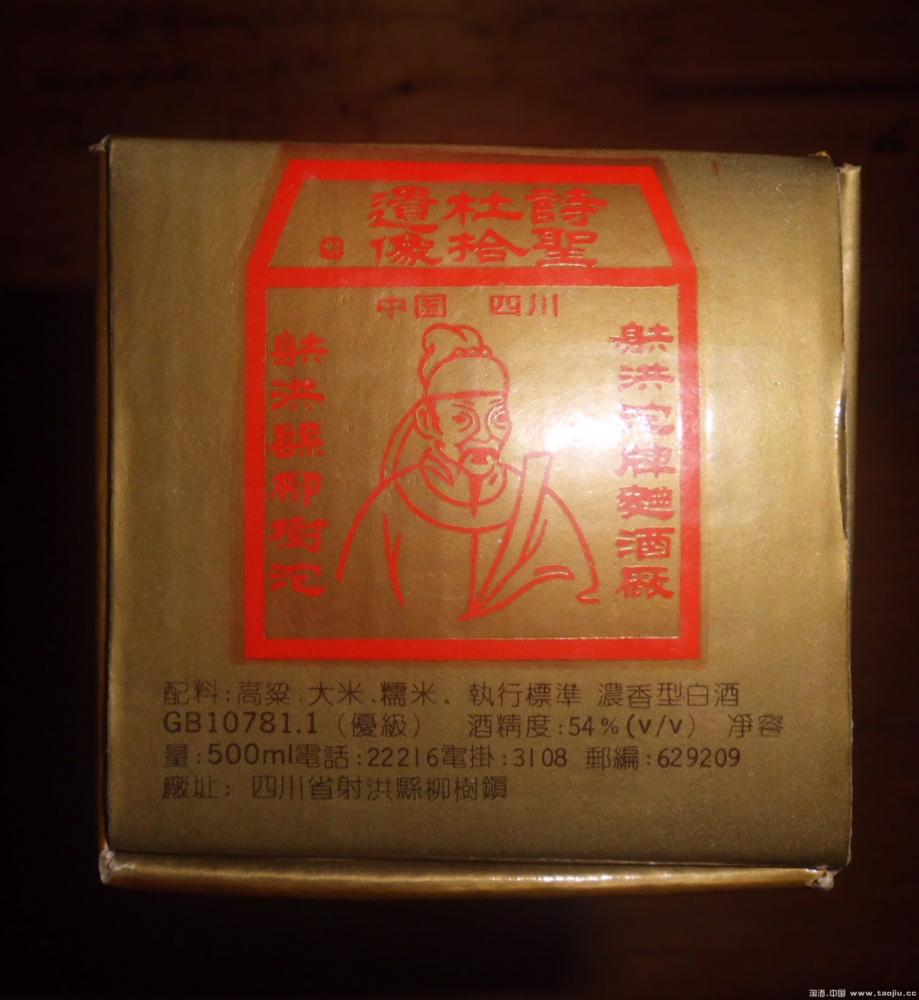 詩聖
杜拾
遺像
中国 四川
射洪沱牌麯酒厰
射洪縣柳樹沱
配料:高粱、大米、糯米. 執行標準 濃香型白酒
GB10781.1（優級） 酒精度:54%(v/v) 凈容
量:500ml電話:22216電掛:3108 郵編:629209
廠址: 四川省射洪縣柳樹鎮
淘酒.中国 www.taojiu.cc